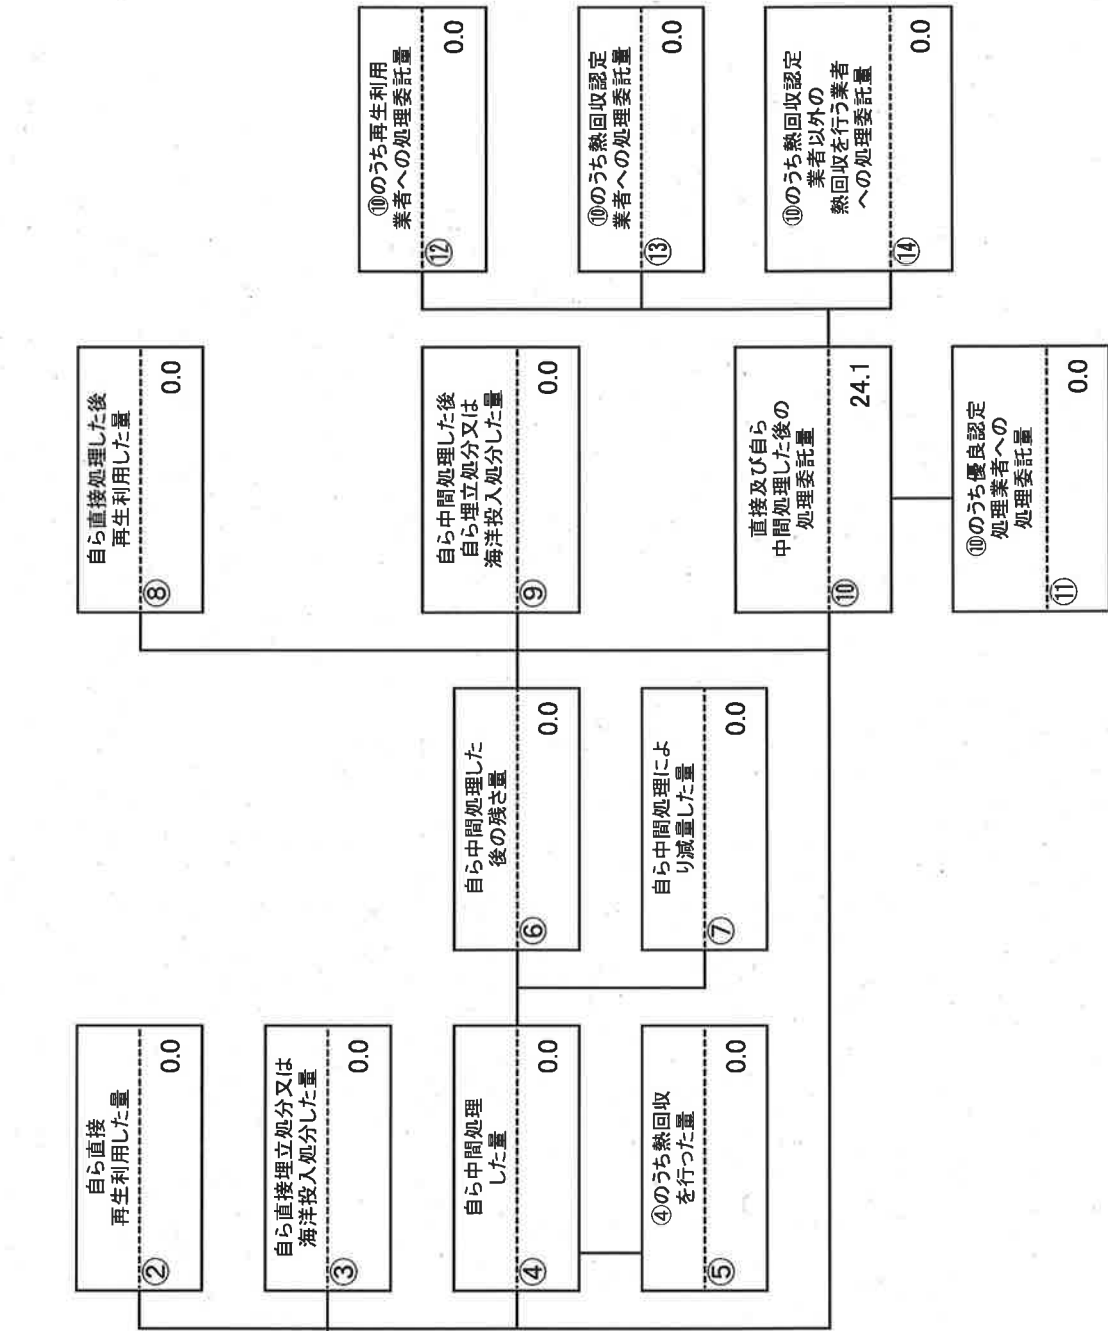 自ら直接
再生利用した量
②
0.0
自ら直接埋立処分又は
海洋投入処分した量
③
0.0
自ら中間処理
した量
④
0.0
④のうち熱回収
を行った量
⑤
0.0
自ら中間処理した
後の残さ量
⑥
0.0
自ら中間処理によ
り減量した量
⑦
0.0
自ら直接処理した後
再生利用した量
⑧
0.0
自ら中間処理した後
自ら埋立処分又は
海洋投入処分した量
⑨
0.0
直接及び自ら
中間処理した後の
処理委託量
⑩
24.1
⑩のうち優良認定
処理業者への
処理委託量
⑪
0.0
⑩のうち再生利用
業者への処理委託量
⑫
0.0
⑩のうち熱回収認定
業者への処理委託量
⑬
0.0
⑩のうち熱回収認定
業者以外の
熱回収を行う業者
への処理委託量
⑭
0.0